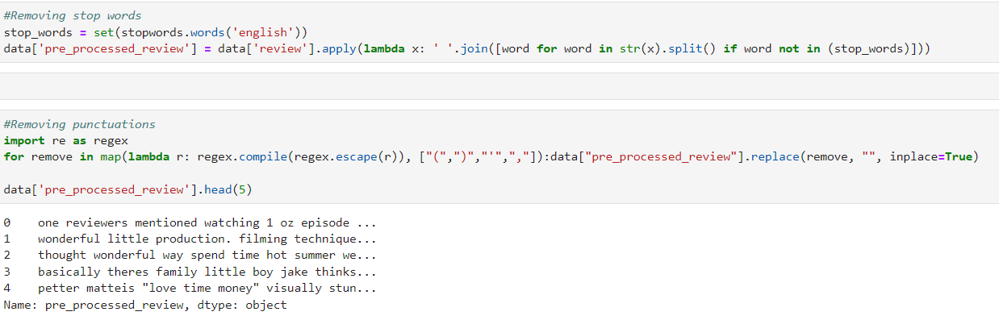 #Removing stop words
stop_words = set(stopwords.words('english'))
data['pre_processed_review'] = data['review'].apply(lambda x: ' '.join([word for word in str(x).split() if word not in (stop_words)]))
#Removing punctuations
import re as regex
for remove in map(lambda r: regex.compile(regex.escape(r)), ["(",")","'",","]):data["pre_processed_review"].replace(remove, "", inplace=True)
data['pre_processed_review'].head(5)
0    one reviewers mentioned watching 1 oz episode ...
1    wonderful little production. filming technique...
2    thought wonderful way spend time hot summer we...
3    basically theres family little boy jake thinks...
4    petter matteis "love time money" visually stun...
Name: pre_processed_review, dtype: object